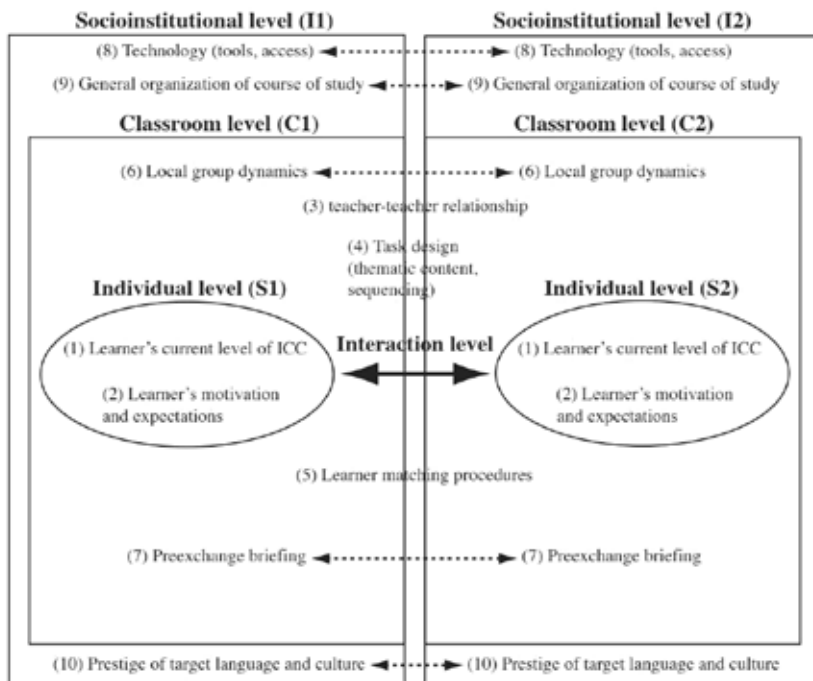 Socioinstitutional level (I1)
Socioinstitutional level (I2)
(8) Technology (tools, access)
(8) Technology (tools, access)
(9) General organization of course of study
(9) General organization of course of study
Classroom level (C1)
Classroom level (C2)
(6) Local group dynamics
(6) Local group dynamics
(3) teacher-teacher relationship
(4) Task design
(thematic content,
sequencing)
Individual level (S1)
Individual level (S2)
Interaction level
(1) Learner's current level of ICC
(1) Learner's current level of ICC
(2) Learner's motivation
and expectations
(2) Learner's motivation
and expectations
(5) Learner matching procedures
(7) Preexchange briefing
(7) Preexchange briefing
(10) Prestige of target language and culture
(10) Prestige of target language and culture